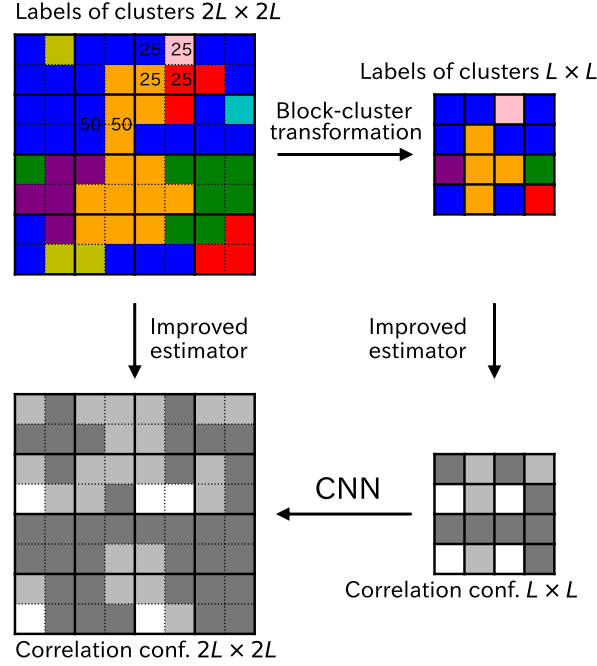 Labels of clusters 2L × 2L
25 25
25 25
50 50
Labels of clusters L × L
Block-cluster
transformation
Improved
estimator
Improved
estimator
CNN
Correlation conf. L × L
Correlation conf. 2L × 2L